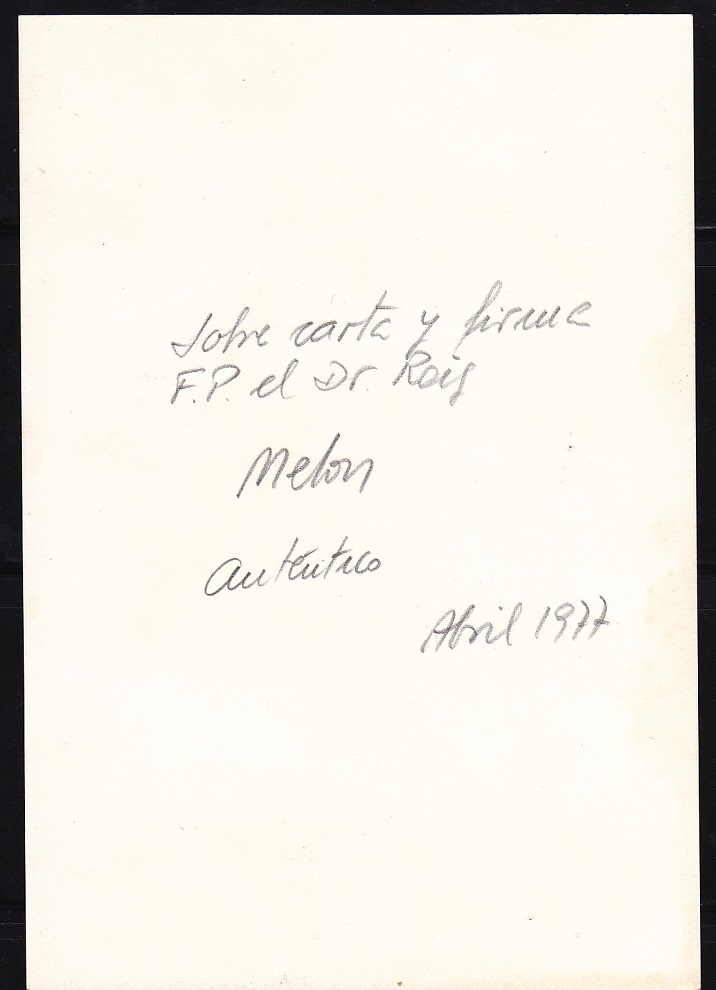 Sobre carta y firma
F.P. el Dr. Roig
Melon
Auténtico
Abril 1977